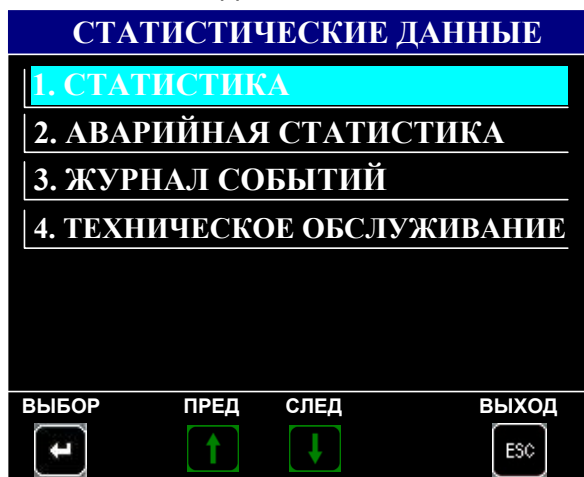 СТАТИСТИЧЕСКИЕ ДАННЫЕ
1. СТАТИСТИКА
2. АВАРИЙНАЯ СТАТИСТИКА
3. ЖУРНАЛ СОБЫТИЙ
4. ТЕХНИЧЕСКОЕ ОБСЛУЖИВАНИЕ
ВЫБОР ПРЕД СЛЕД ВЫХОД
ESC